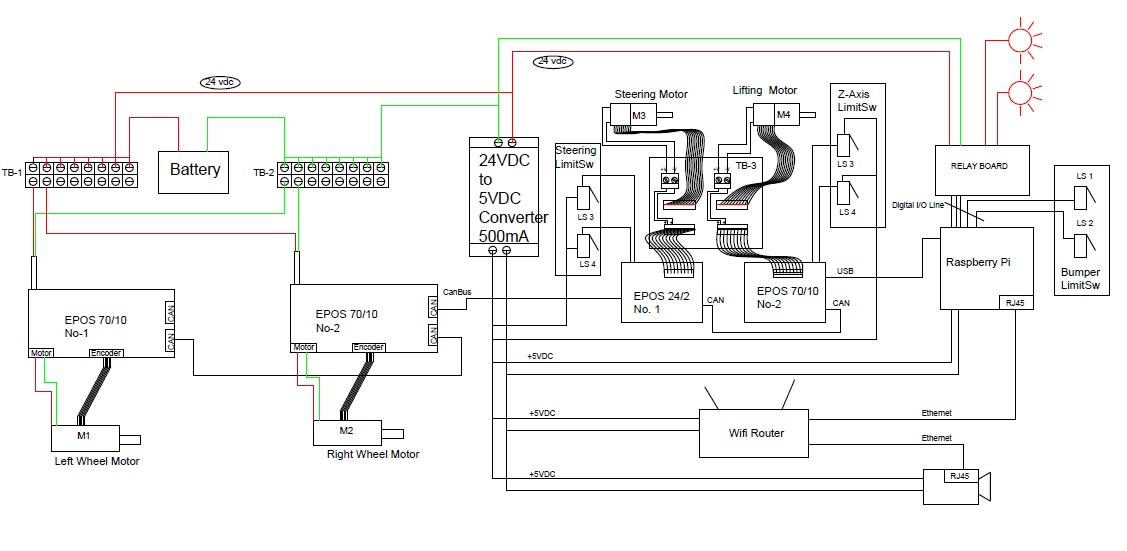 24 vdc
24 vdc
Steering Motor
M3
Lifting Motor
M4
Z-Axis
LimitSw
LS 3
LS 4
TB-1
Battery
TB-2
24VDC
to
5VDC
Converter
500mA
Steering
LimitSw
LS 3
LS 4
TB-3
RELAY BOARD
Digital I/O Line
LS 1
LS 2
Bumper
LimitSw
Raspberry Pi
RJ45
USB
CanBus
EPOS 24/2
No. 1
CAN
EPOS 70/10
No-2
CAN
EPOS 70/10
No-1
CAN
CAN
Motor
Encoder
EPOS 70/10
No-2
CAN
CAN
Motor
Encoder
+5VDC
M1
Left Wheel Motor
M2
Right Wheel Motor
+5VDC
Wifi Router
Ethernet
Ethernet
+5VDC
RJ45